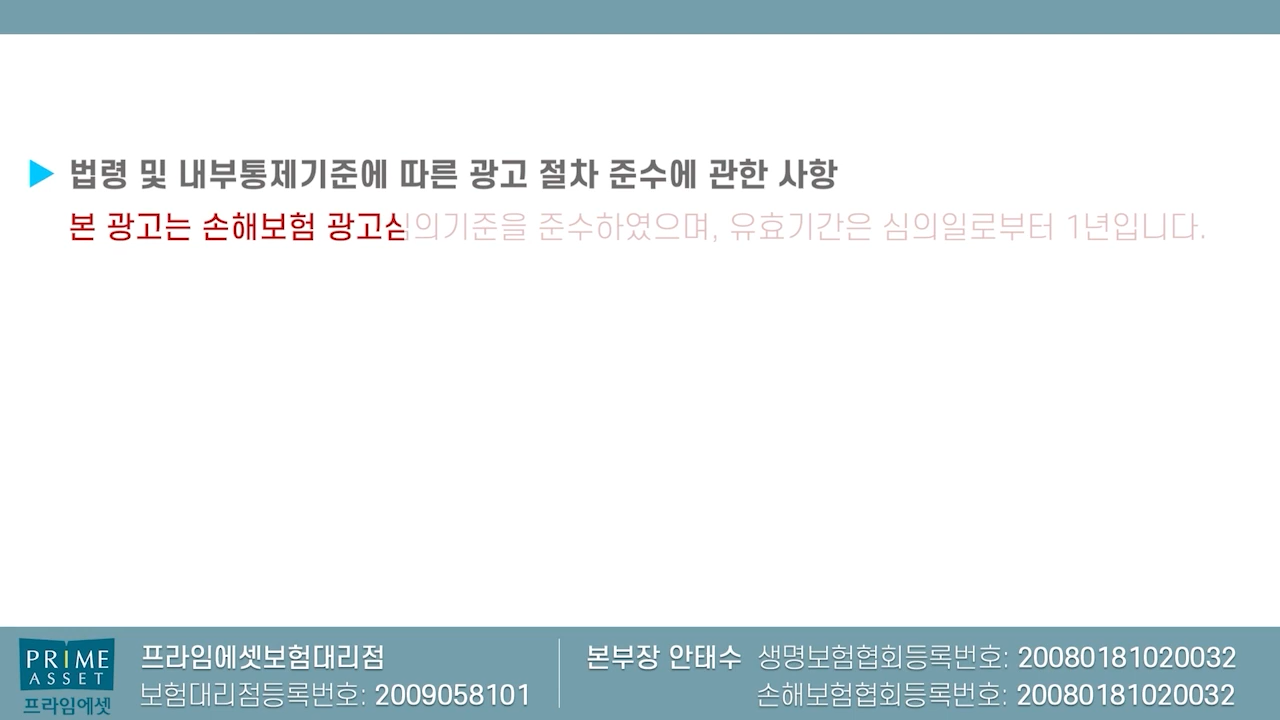 ▶ 법령 및 내부통제기준에 따른 광고 절차 준수에 관한 사항
본 광고는 손해보험 광고심의기준을 준수하였으며, 유효기간은 심의일로부터 1년입니다.
PRIME
ASSET
프라임에셋
프라임에셋보험대리점
보험대리점등록번호: 2009058101
본부장 안태수 생명보험협회등록번호: 20080181020032
손해보험협회등록번호: 20080181020032